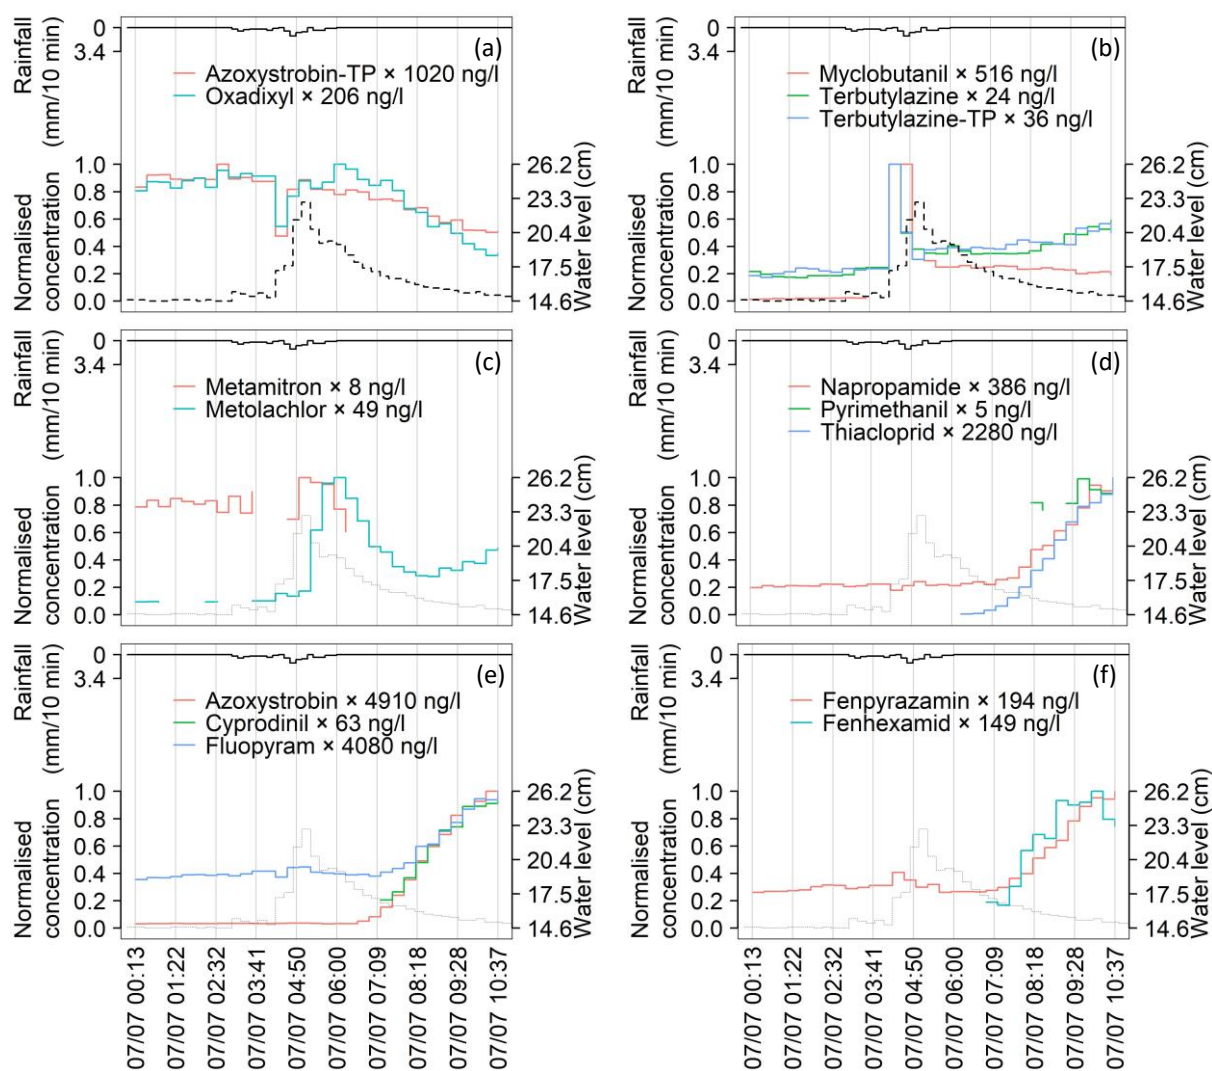 Rainfall
(mm/10 min)
0
3.4
(a)
Azoxystrobin-TP × 1020 ng/l
Oxadixyl × 206 ng/l
Normalised
concentration
1.0
0.8
0.6
0.4
0.2
0.0
26.2
23.3
20.4
17.5
14.6
Water level (cm)
Rainfall
(mm/10 min)
0
3.4
(b)
Myclobutanil × 516 ng/l
Terbutylazine × 24 ng/l
Terbutylazine-TP × 36 ng/l
Normalised
concentration
1.0
0.8
0.6
0.4
0.2
0.0
26.2
23.3
20.4
17.5
14.6
Water level (cm)
Rainfall
(mm/10 min)
0
3.4
(c)
Metamitron × 8 ng/l
Metolachlor × 49 ng/l
Normalised
concentration
1.0
0.8
0.6
0.4
0.2
0.0
26.2
23.3
20.4
17.5
14.6
Water level (cm)
Rainfall
(mm/10 min)
0
3.4
(d)
Napropamide × 386 ng/l
Pyrimethanil × 5 ng/l
Thiacloprid × 2280 ng/l
Normalised
concentration
1.0
0.8
0.6
0.4
0.2
0.0
26.2
23.3
20.4
17.5
14.6
Water level (cm)
Rainfall
(mm/10 min)
0
3.4
(e)
Azoxystrobin × 4910 ng/l
Cyprodinil × 63 ng/l
Fluopyram × 4080 ng/l
Normalised
concentration
1.0
0.8
0.6
0.4
0.2
0.0
26.2
23.3
20.4
17.5
14.6
Water level (cm)
07/07 00:13
07/07 01:22
07/07 02:32
07/07 03:41
07/07 04:50
07/07 06:00
07/07 07:09
07/07 08:18
07/07 09:28
07/07 10:37
Rainfall
(mm/10 min)
0
3.4
(f)
Fenpyrazamin × 194 ng/l
Fenhexamid × 149 ng/l
Normalised
concentration
1.0
0.8
0.6
0.4
0.2
0.0
26.2
23.3
20.4
17.5
14.6
Water level (cm)
07/07 00:13
07/07 01:22
07/07 02:32
07/07 03:41
07/07 04:50
07/07 06:00
07/07 07:09
07/07 08:18
07/07 09:28
07/07 10:37